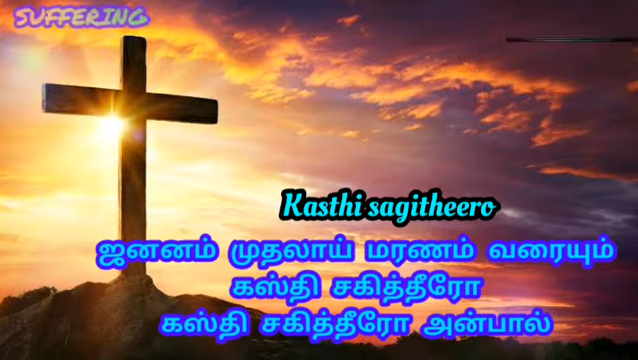 SUFFERING
Kasthi sagitheero
ஜனனம் முதலாய் மரணம் வரையும்
கஸ்தி சகித்தீரோ
கஸ்தி சகித்தீரோ அன்பால்